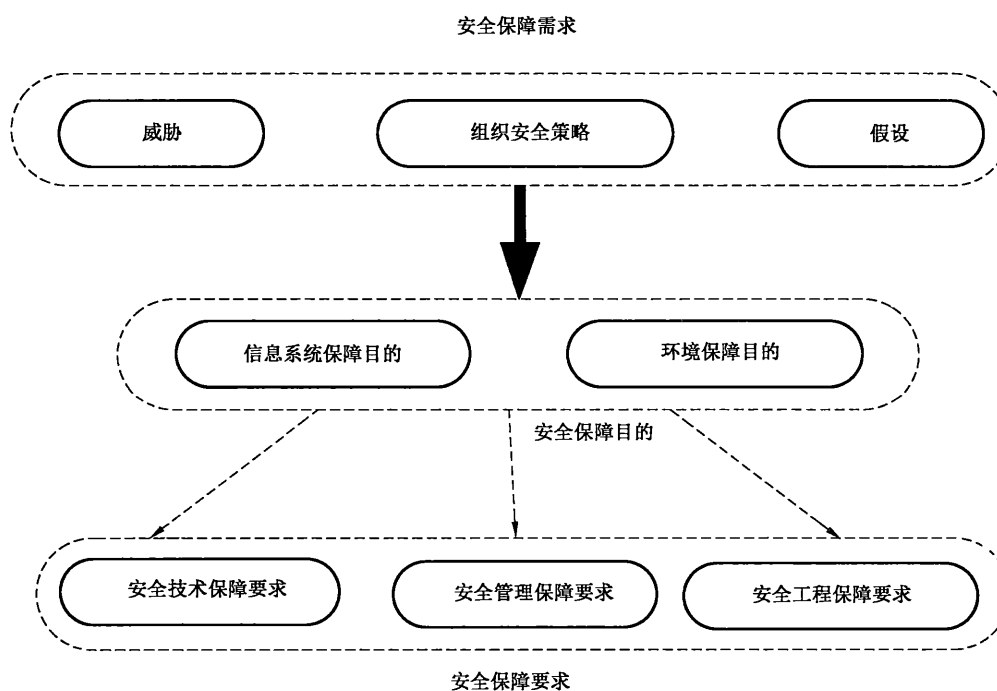 安全保障需求
威胁
组织安全策略
假设
信息系统保障目的
环境保障目的
安全保障目的
安全技术保障要求
安全管理保障要求
安全工程保障要求
安全保障要求